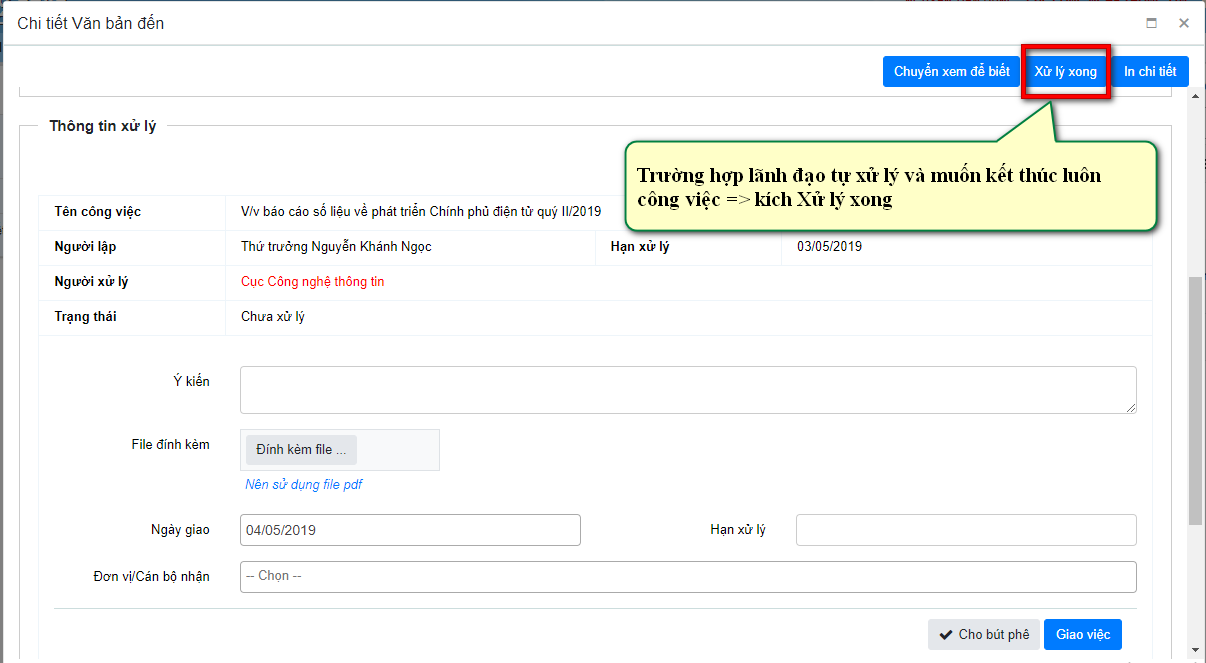 Chi tiết Văn bản đến
Chuyển xem để biết
Xử lý xong
In chi tiết
Thông tin xử lý
Trường hợp lãnh đạo tự xử lý và muốn kết thúc luôn
công việc => kích Xử lý xong
Tên công việc
V/v báo cáo số liệu về phát triển Chính phủ điện tử quý II/2019
Người lập
Thứ trưởng Nguyễn Khánh Ngọc
Hạn xử lý
03/05/2019
Người xử lý
Cục Công nghệ thông tin
Trạng thái
Chưa xử lý
Ý kiến
File đính kèm
Đính kèm file ...
Nên sử dụng file pdf
Ngày giao
04/05/2019
Hạn xử lý
Đơn vị/Cán bộ nhận
-- Chọn --
Cho bút phê
Giao việc